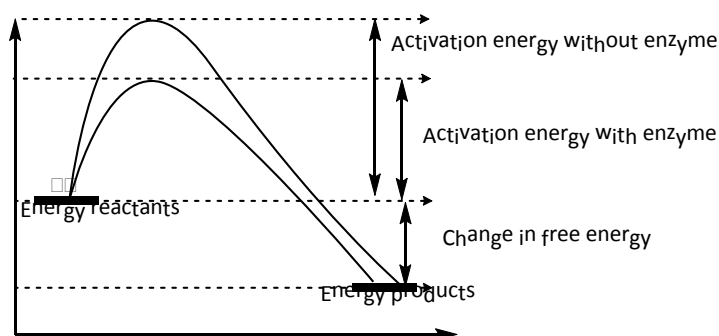 Activation energy without enzyme
Activation energy with enzyme
Energy reactants
Change in free energy
Energy products